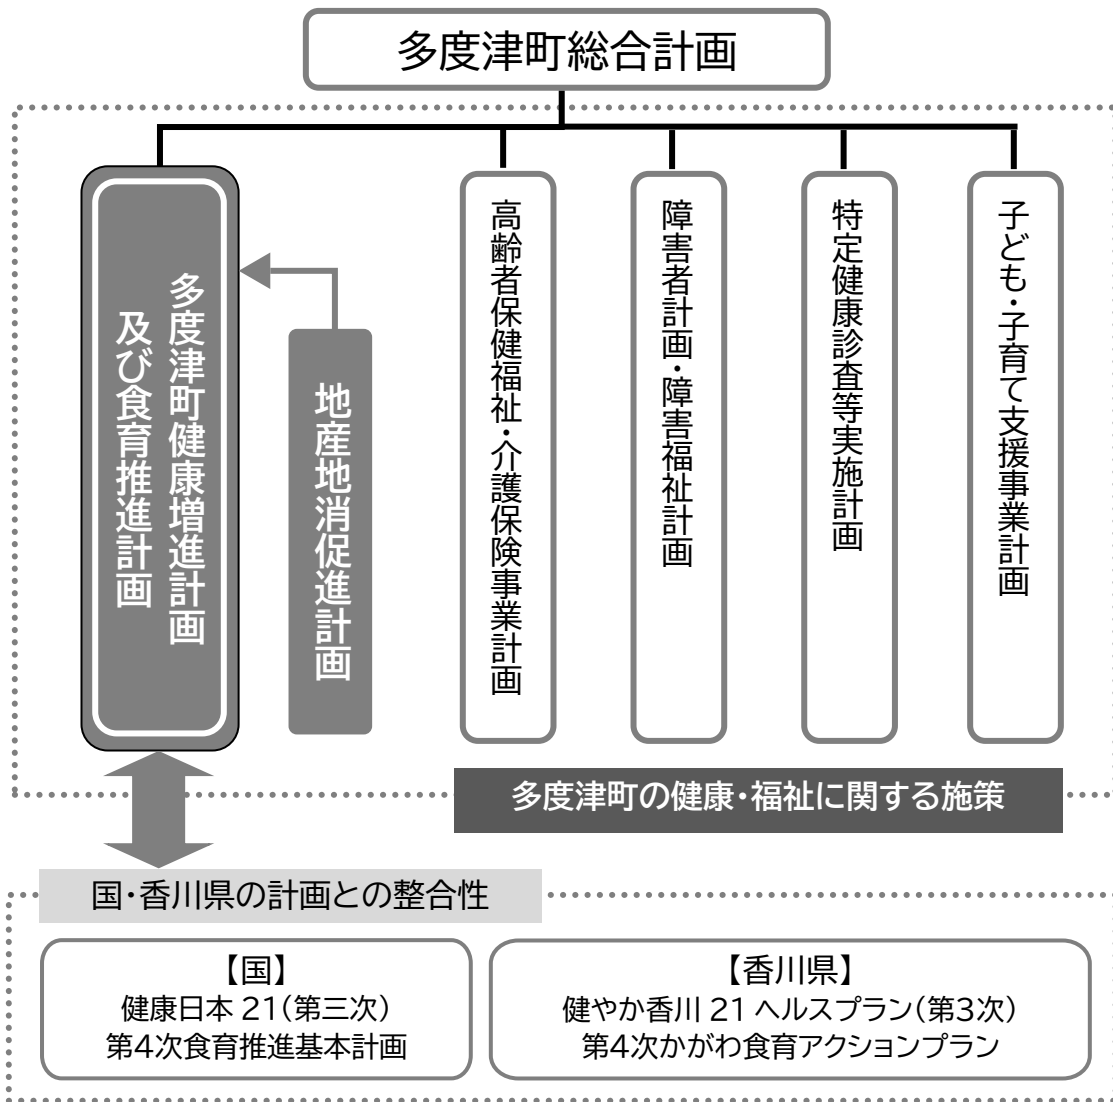 多度津町総合計画
多度津町健康増進計画
及び食育推進計画
地産地消促進計画
高齢者保健福祉・介護保険事業計画
障害者計画・障害福祉計画
特定健康診査等実施計画
子ども・子育て支援事業計画
多度津町の健康・福祉に関する施策
国・香川県の計画との整合性
【国】
健康日本 21（第三次）
第4次食育推進基本計画
【香川県】
健やか香川 21 ヘルスプラン（第3次）
第4次かがわ食育アクションプラン